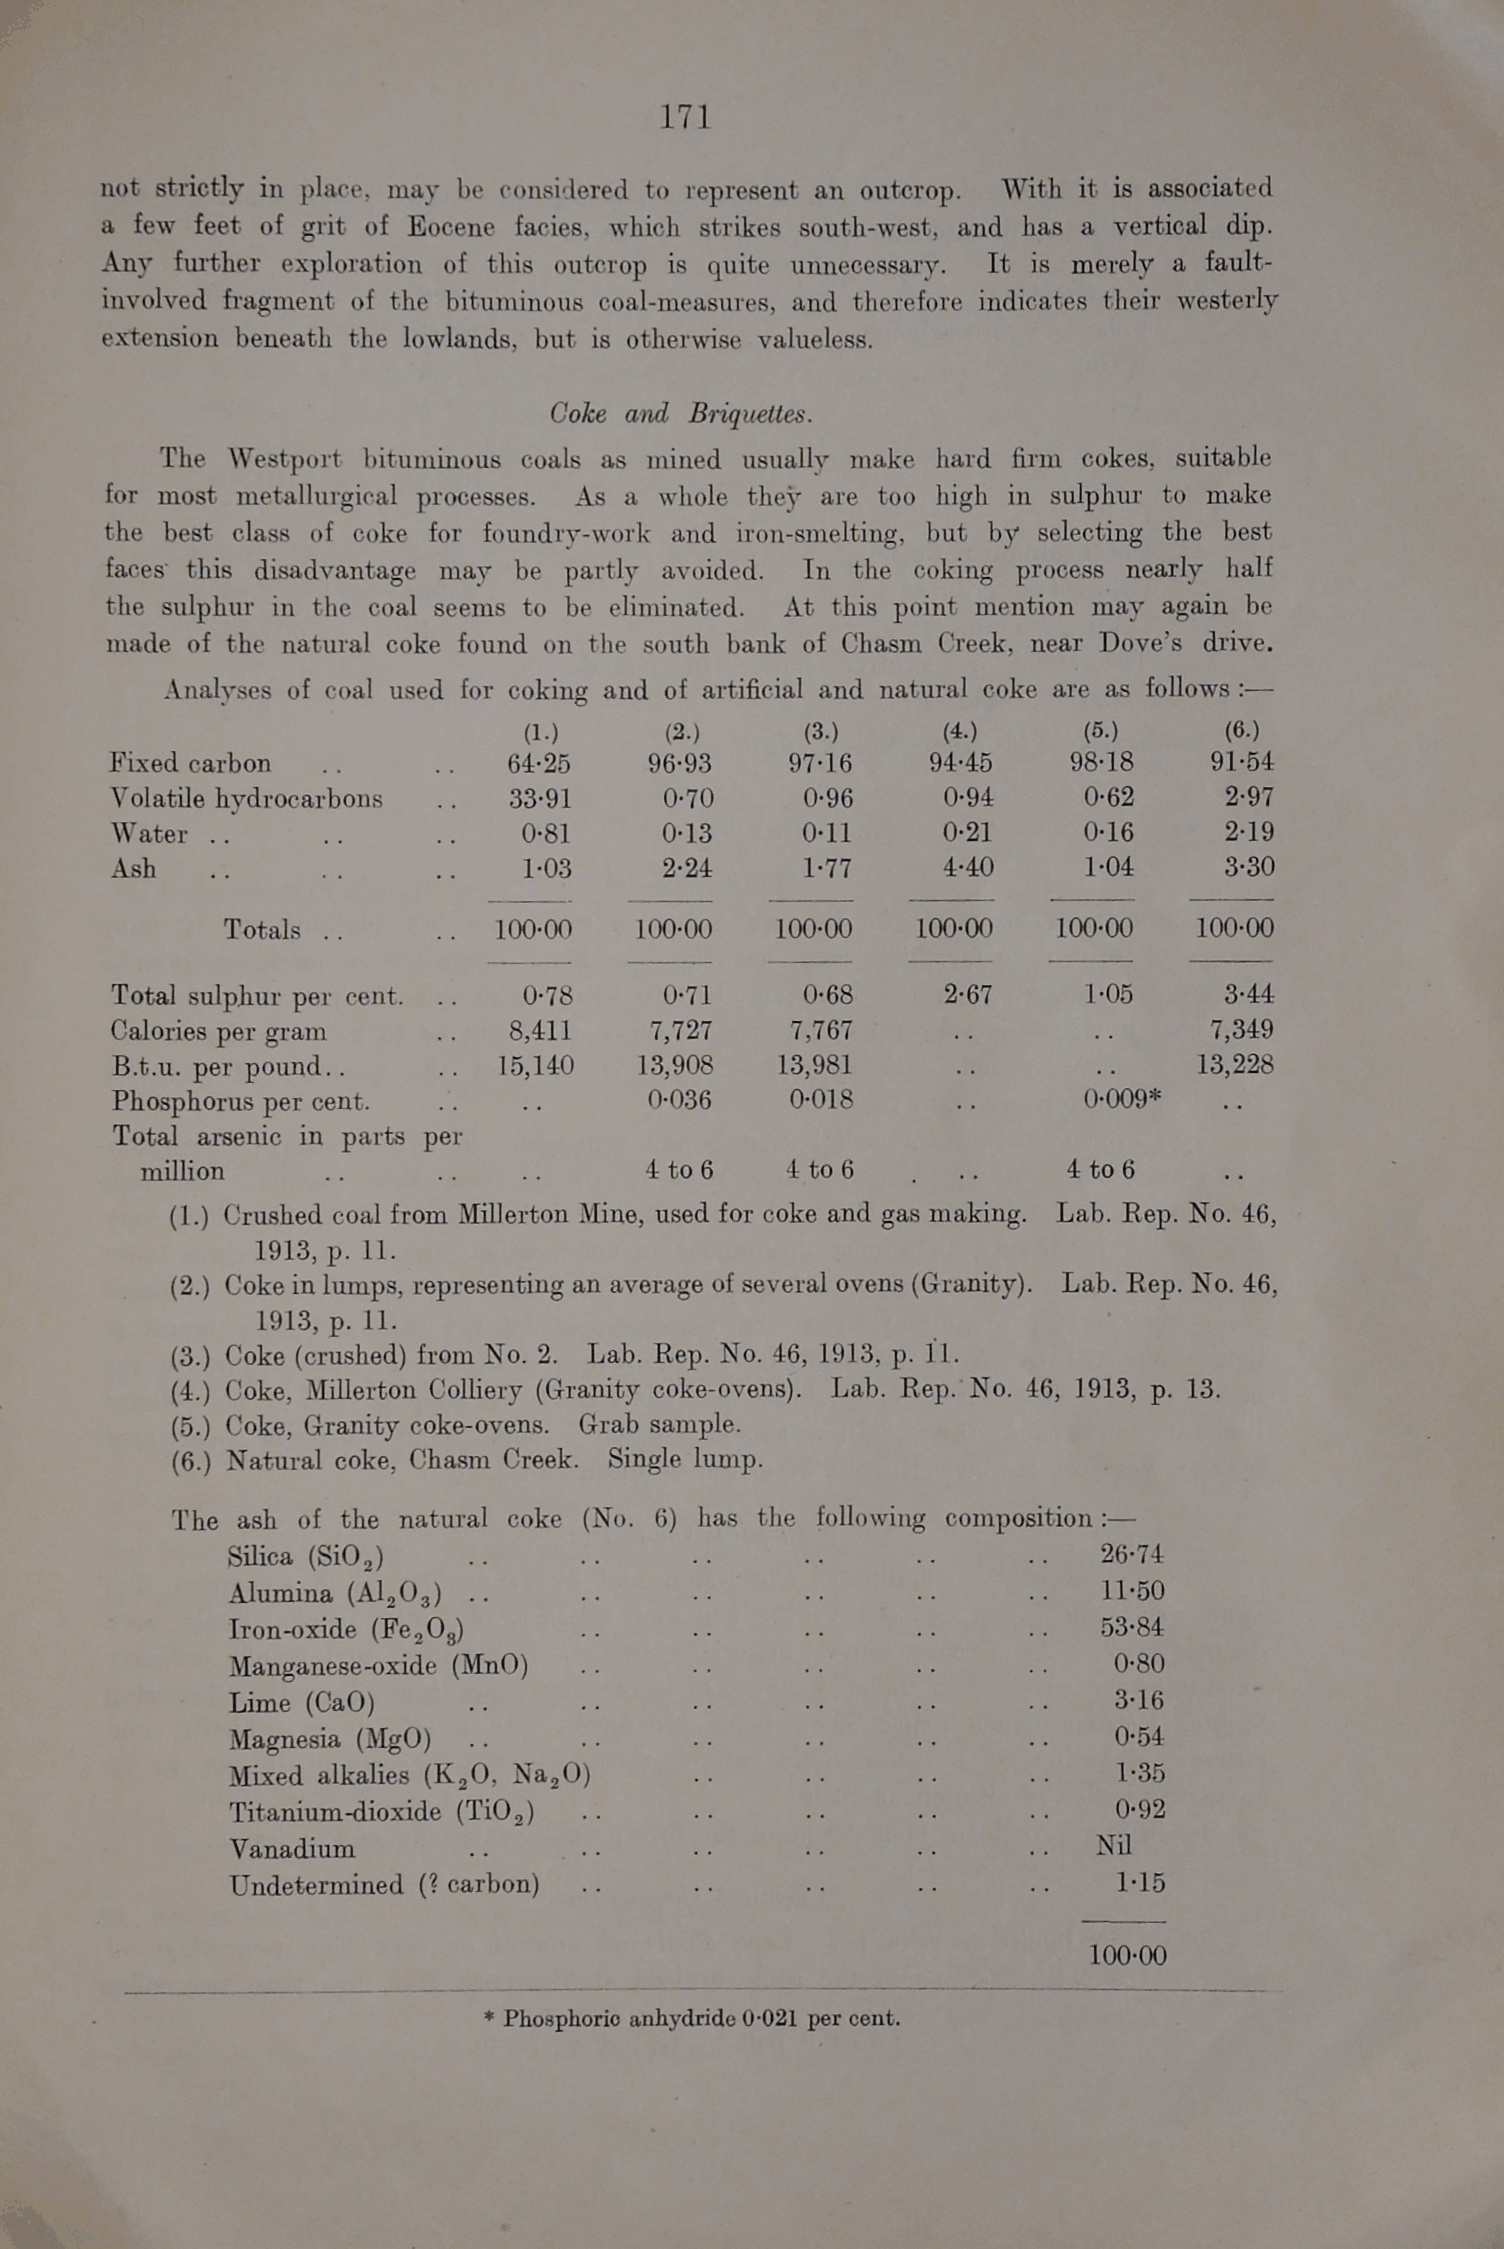 171
not strictly in place, may be considered to represent an outcrop. With it is associated
a few feet of grit of Eocene facies, which strikes south-west, and has a vertical dip.
Any further exploration of this outcrop is quite unnecessary. It is merely a fault-
involved fragment of the bituminous coal-measures, and therefore indicates their westerly
extension beneath the lowlands, but is otherwise valueless.
Coke and Briquettes.
The Westport bituminous coals as mined usually make hard firm cokes, suitable
for most metallurgical processes. As a whole they are too high in sulphur to make
the best class of coke for foundry-work and iron-smelting, but by selecting the best
faces this disadvantage may be partly avoided. In the coking process nearly half
the sulphur in the coal seems to be eliminated. At this point mention may again be
made of the natural coke found on the south bank of Chasm Creek, near Dove's drive.
Analyses of coal used for coking and of artificial and natural coke are as follows :—
(1.) (2.) (3.) (4.) (5.) (6.)
Fixed carbon .. .. 64·25 96·93 97·16 94·45 98·18 91·54
Volatile hydrocarbons .. 33·91 0·70 0·96 0·94 0·62 2·97
Water .. .. .. 0·81 0·13 0·11 0·21 0·16 2·19
Ash .. .. .. 1·03 2·24 1·77 4·40 1·04 3·30
Totals .. .. 100·00 100·00 100·00 100·00 100·00 100·00
Total sulphur per cent. .. 0·78 0·71 0·68 2·67 1·05 3·44
Calories per gram .. 8,411 7,727 7,767 .. .. 7,349
B.t.u. per pound.. .. 15,140 13,908 13,981 .. .. 13,228
Phosphorus per cent. .. .. 0·036 0·018 .. 0·009* ..
Total arsenic in parts per
million .. .. .. 4 to 6 4 to 6 .. 4 to 6 ..
(1.) Crushed coal from Millerton Mine, used for coke and gas making. Lab. Rep. No. 46,
1913, p. 11.
(2.) Coke in lumps, representing an average of several ovens (Granity). Lab. Rep. No. 46,
1913, p. 11.
(3.) Coke (crushed) from No. 2. Lab. Rep. No. 46, 1913, p. 11.
(4.) Coke, Millerton Colliery (Granity coke-ovens). Lab. Rep. No. 46, 1913, p. 13.
(5.) Coke, Granity coke-ovens. Grab sample.
(6.) Natural coke, Chasm Creek. Single lump.
The ash of the natural coke (No. 6) has the following composition :—
Silica (SiO₂) .. .. .. .. .. .. 26·74
Alumina (Al₂O₃) .. .. .. .. .. .. 11·50
Iron-oxide (Fe₂O₃) .. .. .. .. .. 53·84
Manganese-oxide (MnO) .. .. .. .. .. 0·80
Lime (CaO) .. .. .. .. .. .. 3·16
Magnesia (MgO) .. .. .. .. .. .. 0·54
Mixed alkalies (K₂O, Na₂O) .. .. .. .. 1·35
Titanium-dioxide (TiO₂) .. .. .. .. .. 0·92
Vanadium .. .. .. .. .. .. Nil
Undetermined (? carbon) .. .. .. .. .. 1·15
100·00
* Phosphoric anhydride 0·021 per cent.